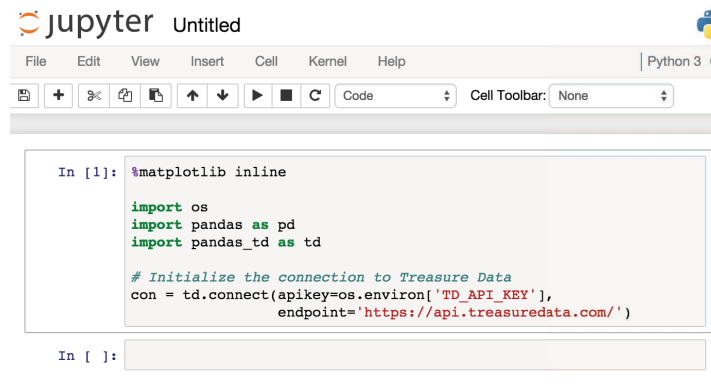 jupyter Untitled
File Edit View Insert Cell Kernel Help Python 3
Code Cell Toolbar: None
In [1]: %matplotlib inline
import os
import pandas as pd
import pandas_td as td
# Initialize the connection to Treasure Data
con = td.connect(apikey=os.environ['TD_API_KEY'],
endpoint='https://api.treasuredata.com/')
In [ ]: